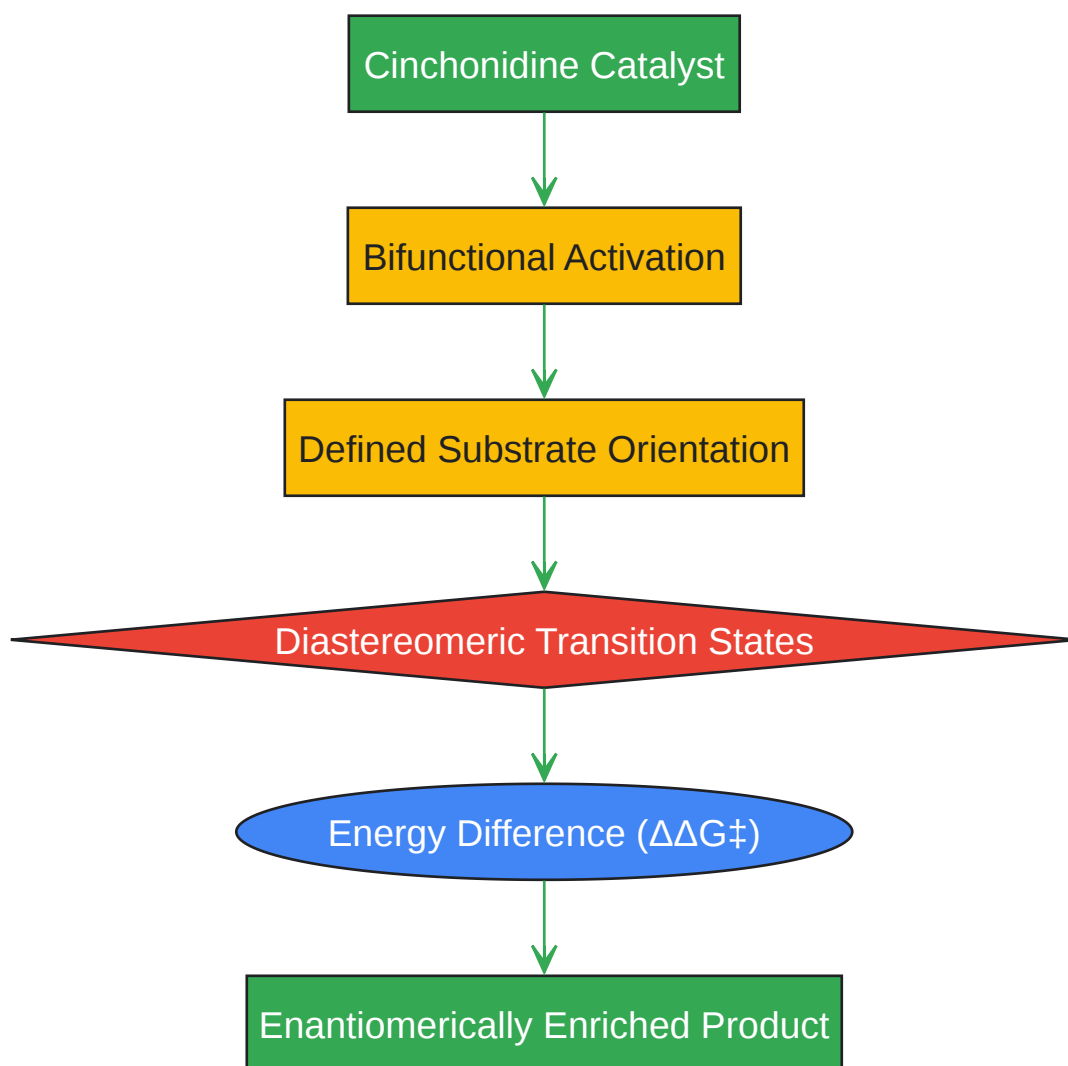 Cinchonidine Catalyst
Bifunctional Activation
Defined Substrate Orientation
Diastereomeric Transition States
Energy Difference (ΔΔG‡)
Enantiomerically Enriched Product